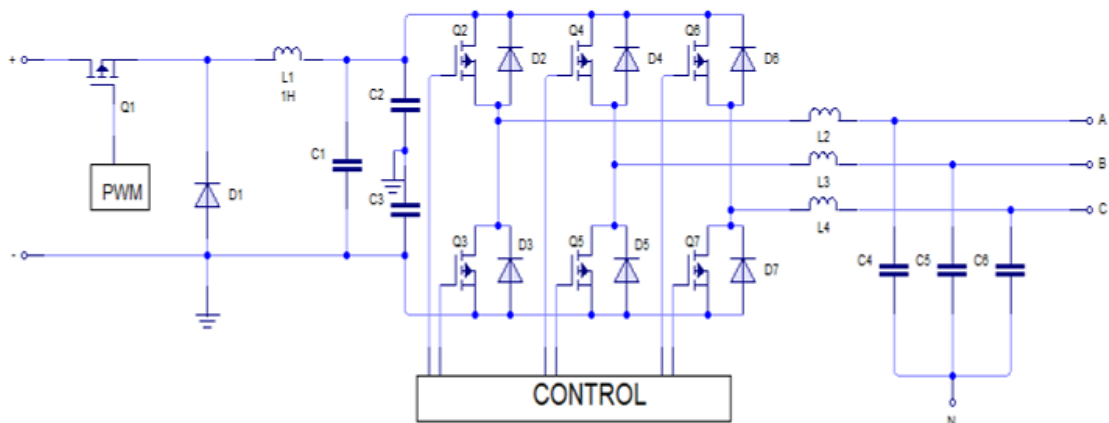 +
Q1
PWM
D1
-
L1
1H
C1
C2
C3
Q2
D2
Q4
D4
Q6
D6
Q3
D3
Q5
D5
Q7
D7
L2
L3
L4
A
B
C
C4
C5
C6
N
CONTROL